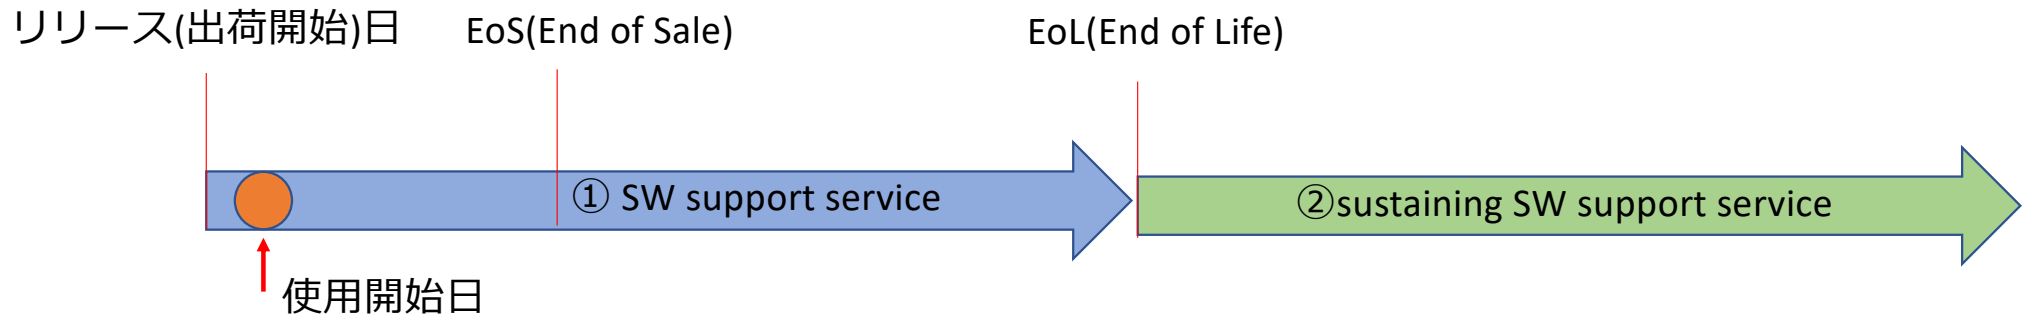 リリース(出荷開始)日
EoS(End of Sale)
EoL(End of Life)
① SW support service
②sustaining SW support service
使用開始日